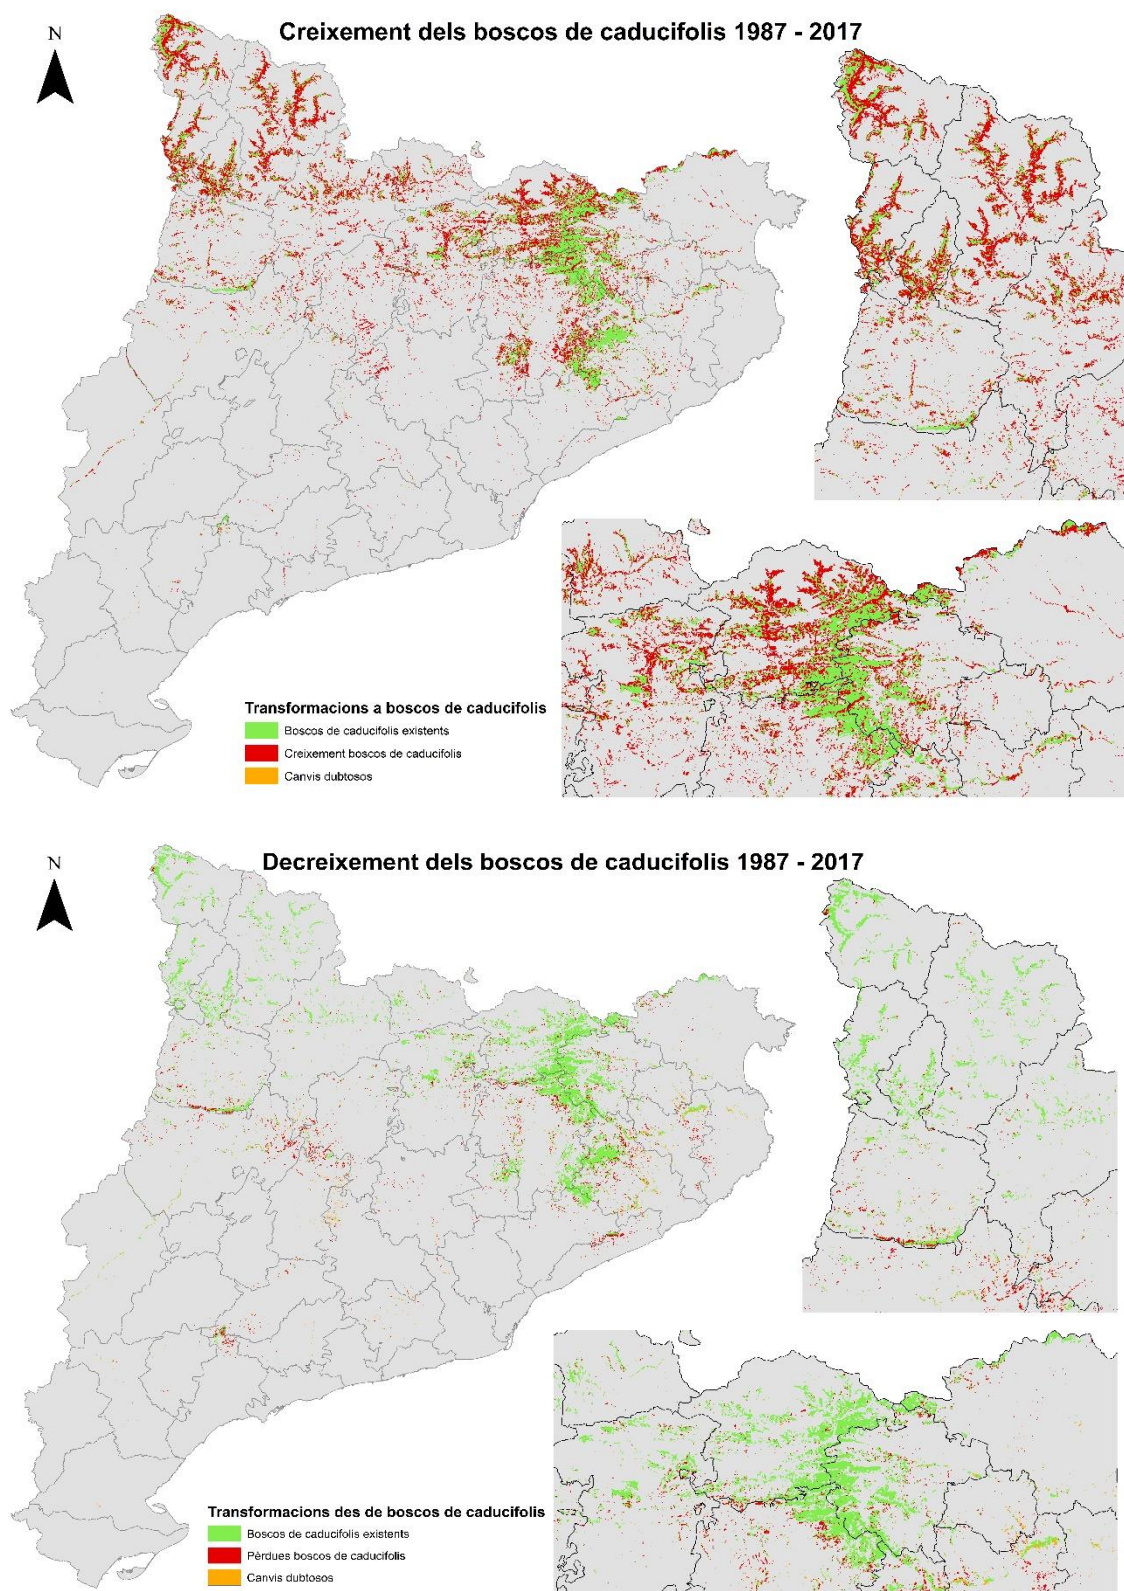 N
Creixement dels boscos de caducifolis 1987 - 2017
Transformacions a boscos de caducifolis
Boscos de caducifolis existents
Creixement boscos de caducifolis
Canvis dubtosos
N
Decreixement dels boscos de caducifolis 1987 - 2017
Transformacions des de boscos de caducifolis
Boscos de caducifolis existents
Pèrdues boscos de caducifolis
Canvis dubtosos